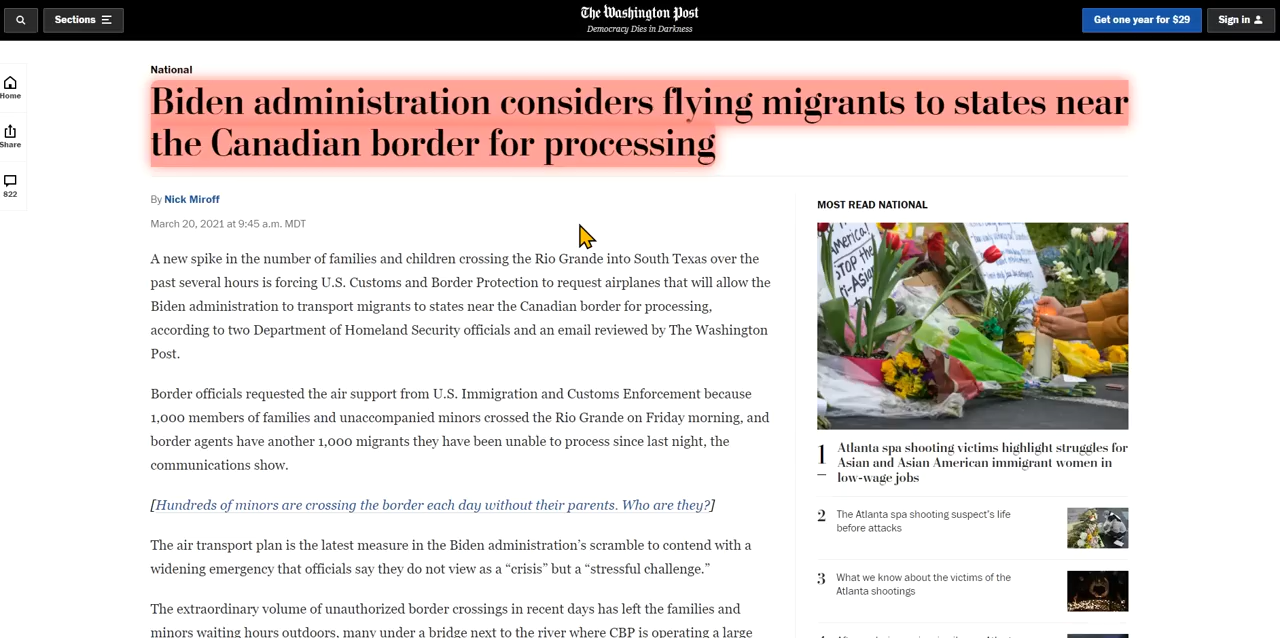 Sections
The Washington Post
Democracy Dies in Darkness
Get one year for $29
Sign in
Home
Share
822
National
Biden administration considers flying migrants to states near
the Canadian border for processing
By Nick Miroff
March 20, 2021 at 9:45 a.m. MDT
A new spike in the number of families and children crossing the Rio Grande into South Texas over the
past several hours is forcing U.S. Customs and Border Protection to request airplanes that will allow the
Biden administration to transport migrants to states near the Canadian border for processing,
according to two Department of Homeland Security officials and an email reviewed by The Washington
Post.
Border officials requested the air support from U.S. Immigration and Customs Enforcement because
1,000 members of families and unaccompanied minors crossed the Rio Grande on Friday morning, and
border agents have another 1,000 migrants they have been unable to process since last night, the
communications show.
[Hundreds of minors are crossing the border each day without their parents. Who are they?]
The air transport plan is the latest measure in the Biden administration’s scramble to contend with a
widening emergency that officials say they do not view as a “crisis” but a “stressful challenge.”
The extraordinary volume of unauthorized border crossings in recent days has left the families and
minors waiting hours outdoors, many under a bridge next to the river where CBP is operating a large
MOST READ NATIONAL
America!
STOP the
1
Atlanta spa shooting victims highlight struggles for
Asian and Asian American immigrant women in
low-wage jobs
2
The Atlanta spa shooting suspect’s life
before attacks
3
What we know about the victims of the
Atlanta shootings